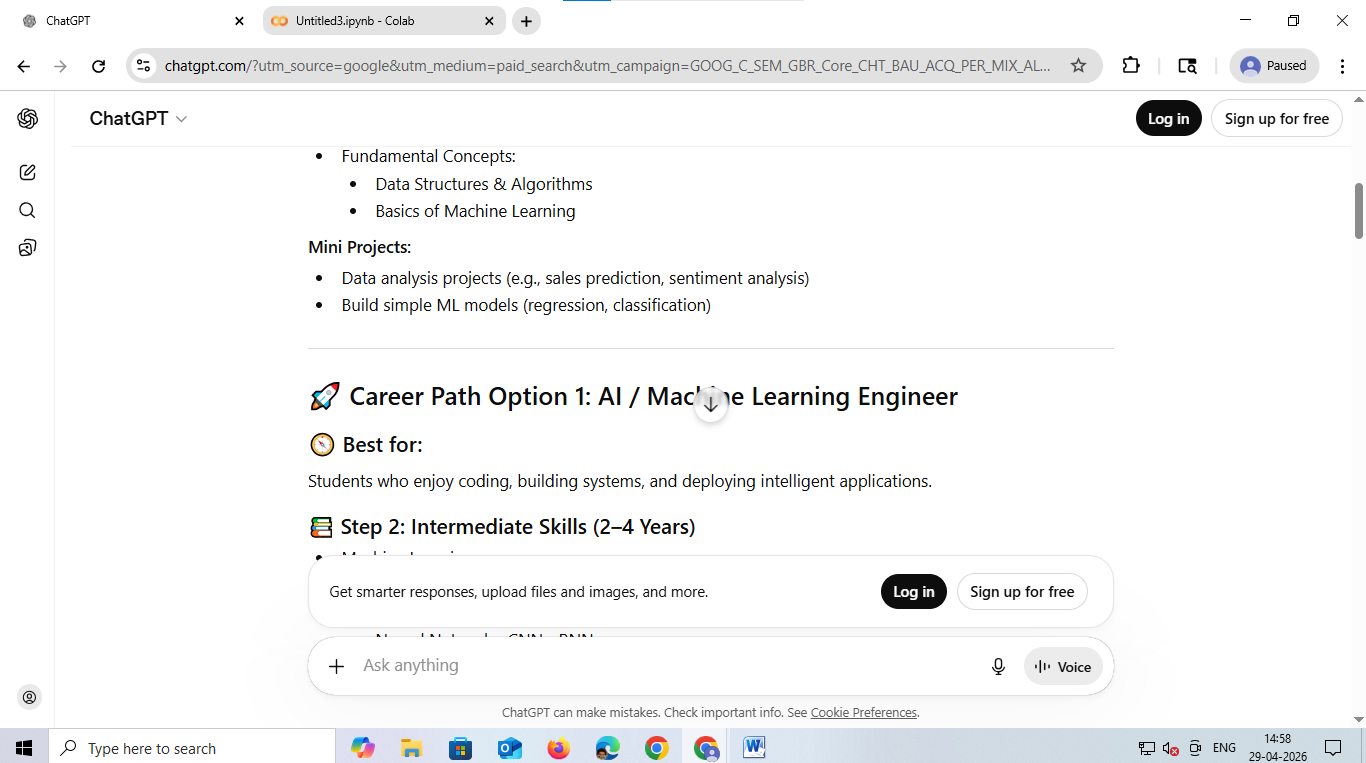 ChatGPT
Untitled3.ipynb - Colab
chatgpt.com/?utm_source=google&utm_medium=paid_search&utm_campaign=GOOG_C_SEM_GBR_Core_CHT_BAU_ACQ_PER_MIX_AL...
Paused
ChatGPT
Log in
Sign up for free
• Fundamental Concepts:
• Data Structures & Algorithms
• Basics of Machine Learning
Mini Projects:
• Data analysis projects (e.g., sales prediction, sentiment analysis)
• Build simple ML models (regression, classification)
🚀 Career Path Option 1: AI / Machine Learning Engineer
🧭 Best for:
Students who enjoy coding, building systems, and deploying intelligent applications.
📚 Step 2: Intermediate Skills (2–4 Years)
Get smarter responses, upload files and images, and more.
Log in
Sign up for free
Ask anything
Voice
ChatGPT can make mistakes. Check important info. See Cookie Preferences.
Type here to search
ENG
14:58
29-04-2026